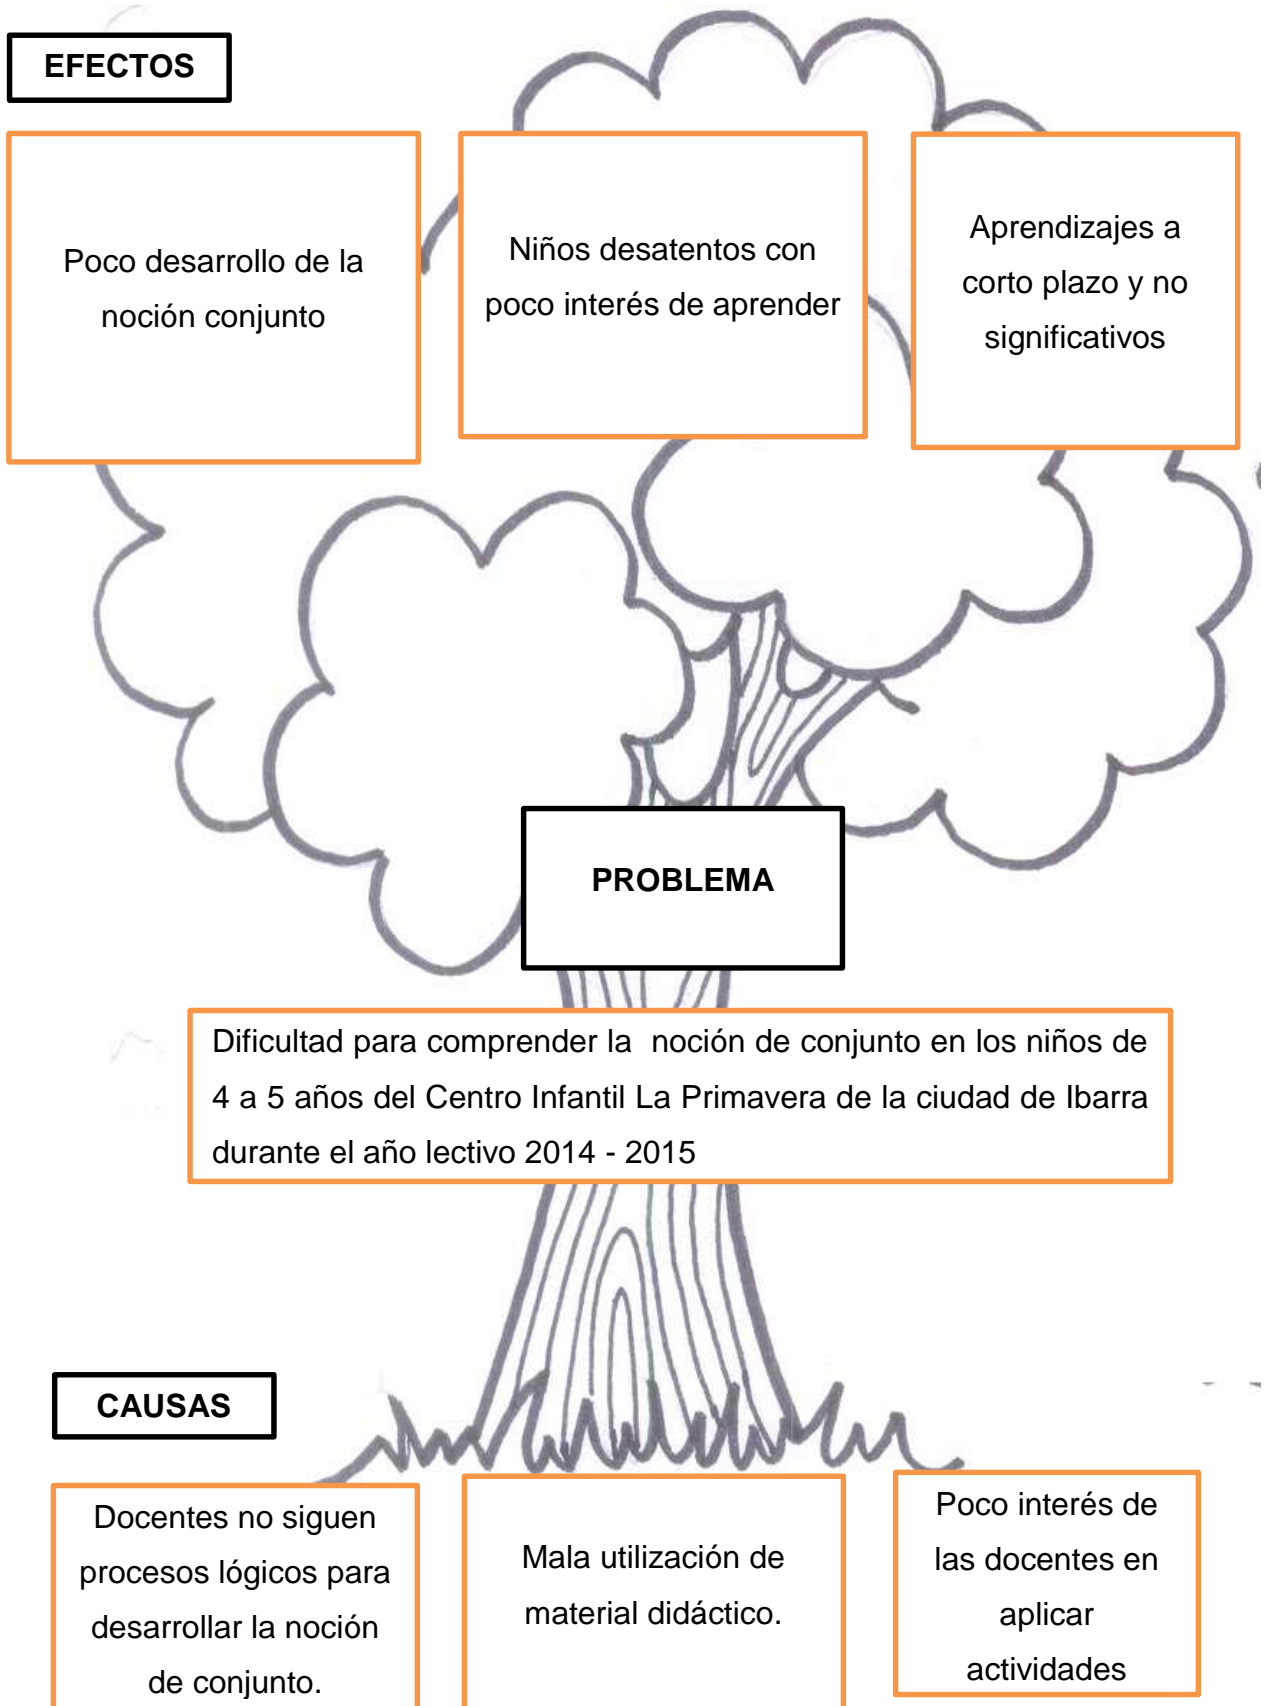 EFECTOS
Poco desarrollo de la
noción conjunto
Niños desatentos con
poco interés de aprender
Aprendizajes a
corto plazo y no
significativos
PROBLEMA
Dificultad para comprender la  noción de conjunto en los niños de
4 a 5 años del Centro Infantil La Primavera de la ciudad de Ibarra
durante el año lectivo 2014 - 2015
CAUSAS
Docentes no siguen
procesos lógicos para
desarrollar la noción
de conjunto.
Mala utilización de
material didáctico.
Poco interés de
las docentes en
aplicar
actividades